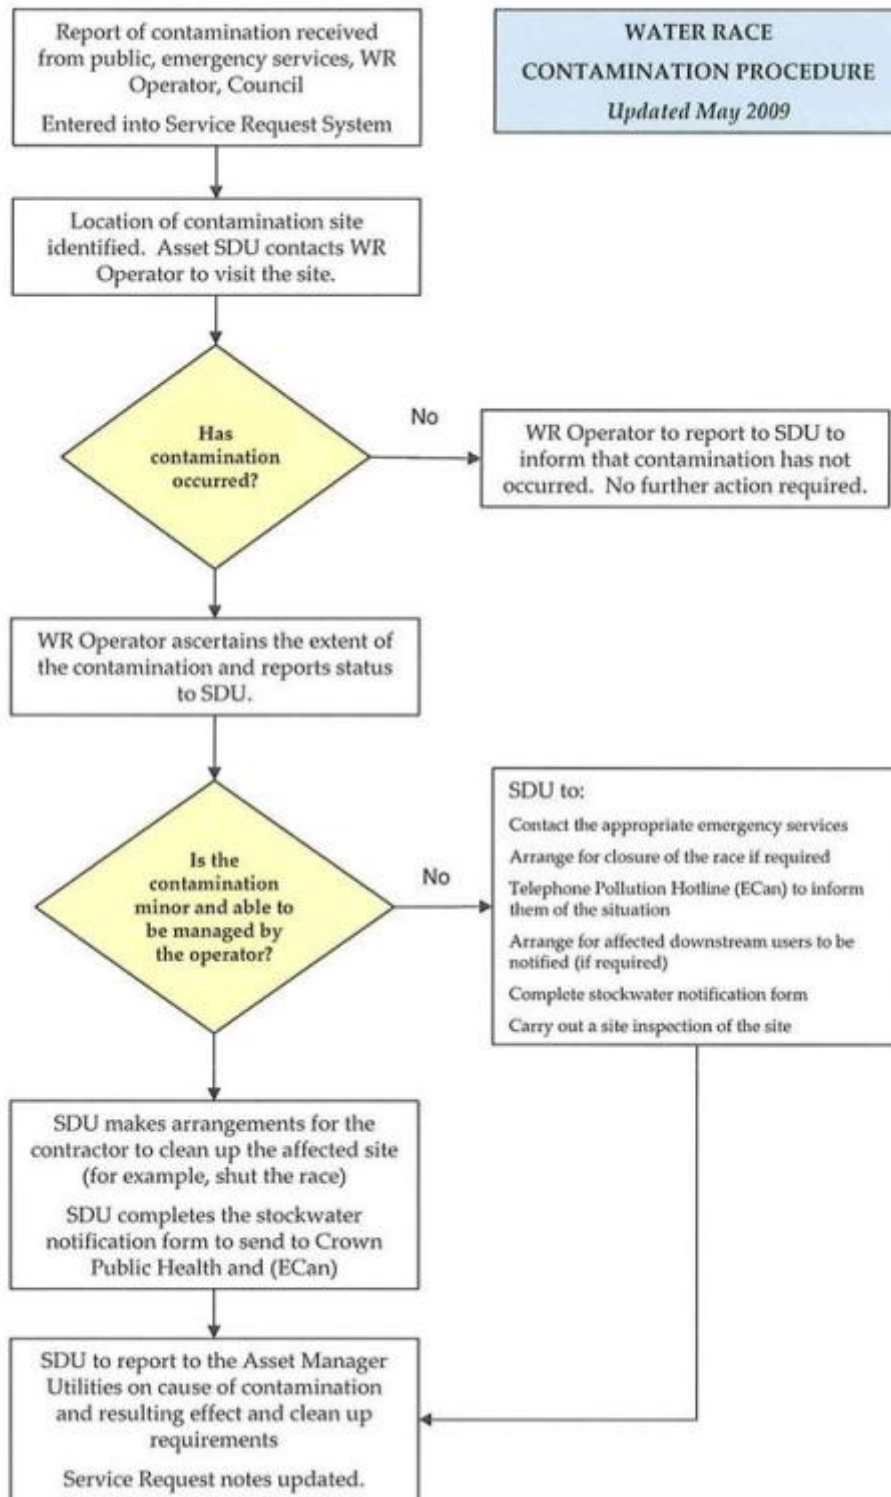 Report of contamination received
from public, emergency services, WR
Operator, Council
Entered into Service Request System
WATER RACE
CONTAMINATION PROCEDURE
Updated May 2009
Location of contamination site
identified. Asset SDU contacts WR
Operator to visit the site.
Has
contamination
occurred?
No
WR Operator to report to SDU to
inform that contamination has not
occurred. No further action required.
WR Operator ascertains the extent of
the contamination and reports status
to SDU.
Is the
contamination
minor and able to
be managed by
the operator?
No
SDU to:
Contact the appropriate emergency services
Arrange for closure of the race if required
Telephone Pollution Hotline (ECan) to inform
them of the situation
Arrange for affected downstream users to be
notified (if required)
Complete stockwater notification form
Carry out a site inspection of the site
SDU makes arrangements for the
contractor to clean up the affected site
(for example, shut the race)
SDU completes the stockwater
notification form to send to Crown
Public Health and (ECan)
SDU to report to the Asset Manager
Utilities on cause of contamination
and resulting effect and clean up
requirements
Service Request notes updated.